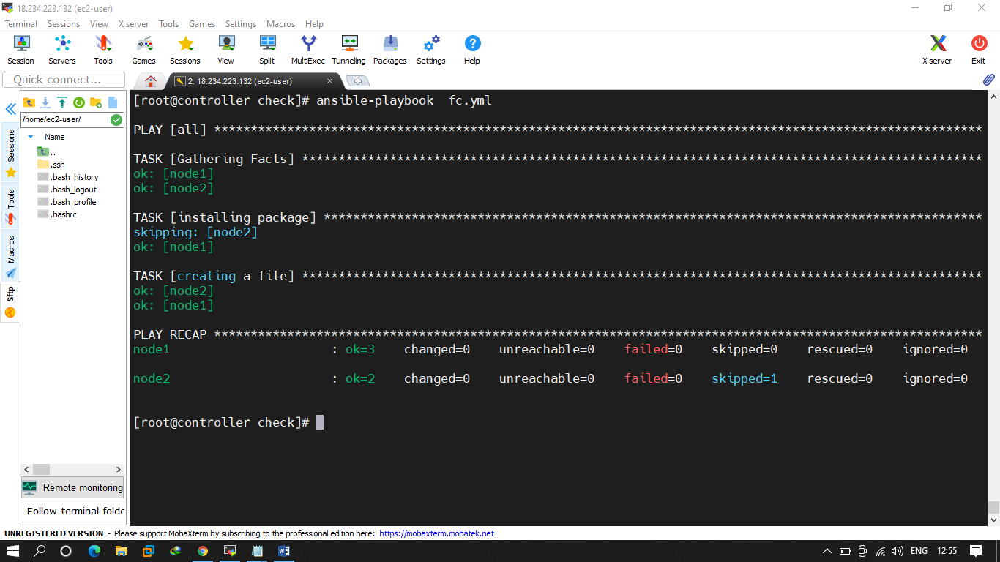 18.234.223.132 (ec2-user)
Terminal Sessions View X server Tools Games Settings Macros Help
Session Servers Tools Games Sessions View Split MultiExec Tunneling Packages Settings Help X server Exit
Quick connect...
2. 18.234.223.132 (ec2-user)
/home/ec2-user/
Name
..
.ssh
.bash_history
.bash_logout
.bash_profile
.bashrc
Sessions
Tools
Macros
Sftp
Remote monitoring
Follow terminal folde
[root@controller check]# ansible-playbook  fc.yml
PLAY [all] *********************************************************************************************************
TASK [Gathering Facts] *********************************************************************************************
ok: [node1]
ok: [node2]
TASK [installing package] ******************************************************************************************
skipping: [node2]
ok: [node1]
TASK [creating a file] *********************************************************************************************
ok: [node2]
ok: [node1]
PLAY RECAP *********************************************************************************************************
node1                      : ok=3    changed=0    unreachable=0    failed=0    skipped=0    rescued=0    ignored=0
node2                      : ok=2    changed=0    unreachable=0    failed=0    skipped=1    rescued=0    ignored=0
[root@controller check]#
UNREGISTERED VERSION - Please support MobaXterm by subscribing to the professional edition here: https://mobaxterm.mobatek.net
ENG 12:55